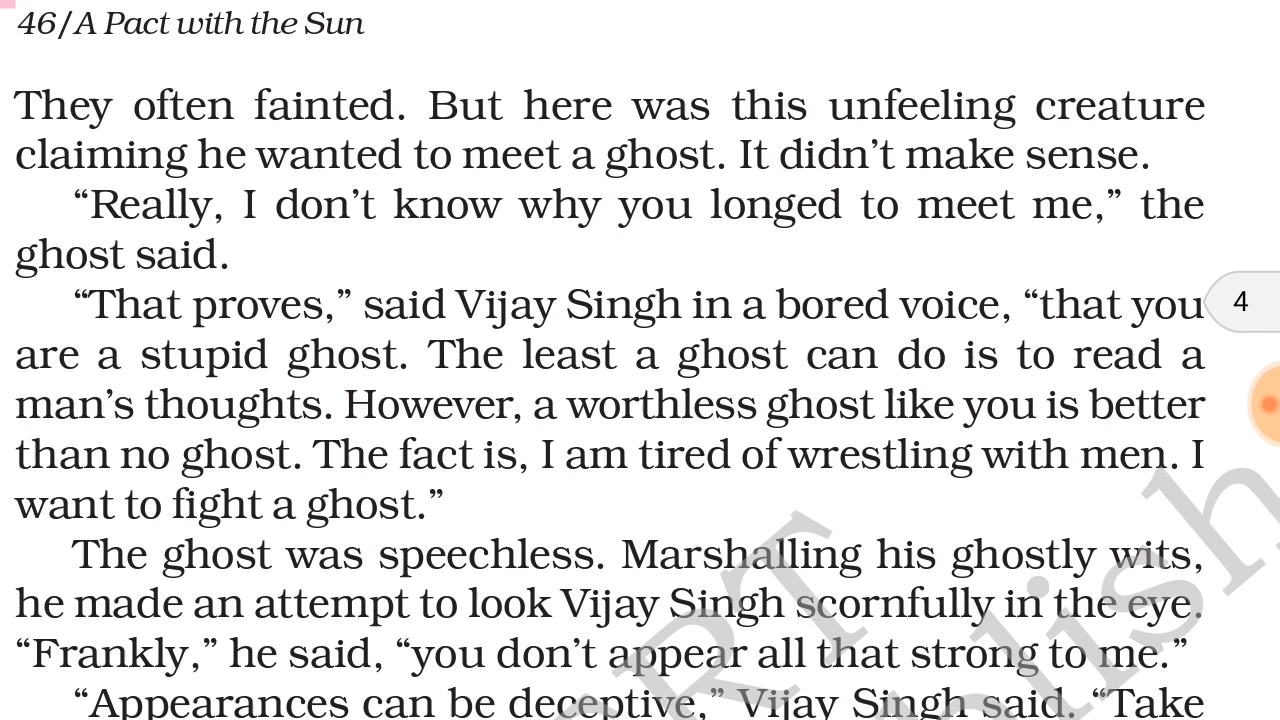 46/A Pact with the Sun
They often fainted. But here was this unfeeling creature
claiming he wanted to meet a ghost. It didn’t make sense.
“Really, I don’t know why you longed to meet me,” the
ghost said.
“That proves,” said Vijay Singh in a bored voice, “that you
are a stupid ghost. The least a ghost can do is to read a
man’s thoughts. However, a worthless ghost like you is better
than no ghost. The fact is, I am tired of wrestling with men. I
want to fight a ghost.”
The ghost was speechless. Marshalling his ghostly wits,
he made an attempt to look Vijay Singh scornfully in the eye.
“Frankly,” he said, “you don’t appear all that strong to me.”
“Appearances can be deceptive,” Vijay Singh said. “Take
4